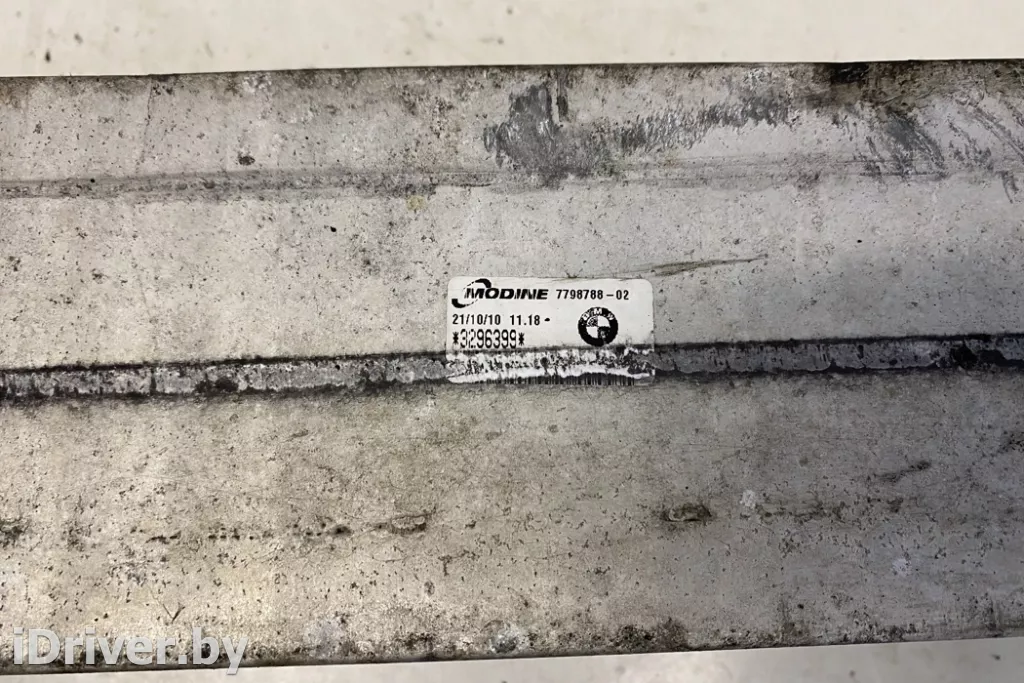 MODINE 7798788-02
21/10/10 11.18
BMW
*3296399*
iDriver.by